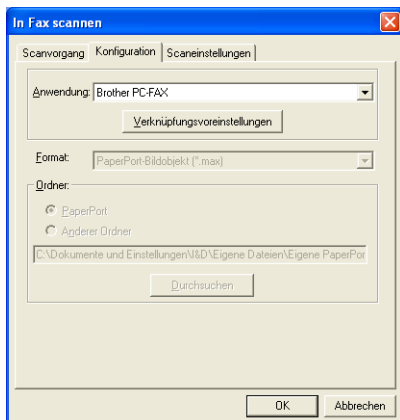 In Fax scannen
Scanvorgang Konfiguration Scaneinstellungen
Anwendung: Brother PC-FAX
Verknüpfungsvoreinstellungen
Format: PaperPort-Bildobjekt (*.max)
Ordner:
PaperPort
Anderer Ordner
C:\Dokumente und Einstellungen\I&D\Eigene Dateien\Eigene PaperPor
Durchsuchen
OK Abbrechen